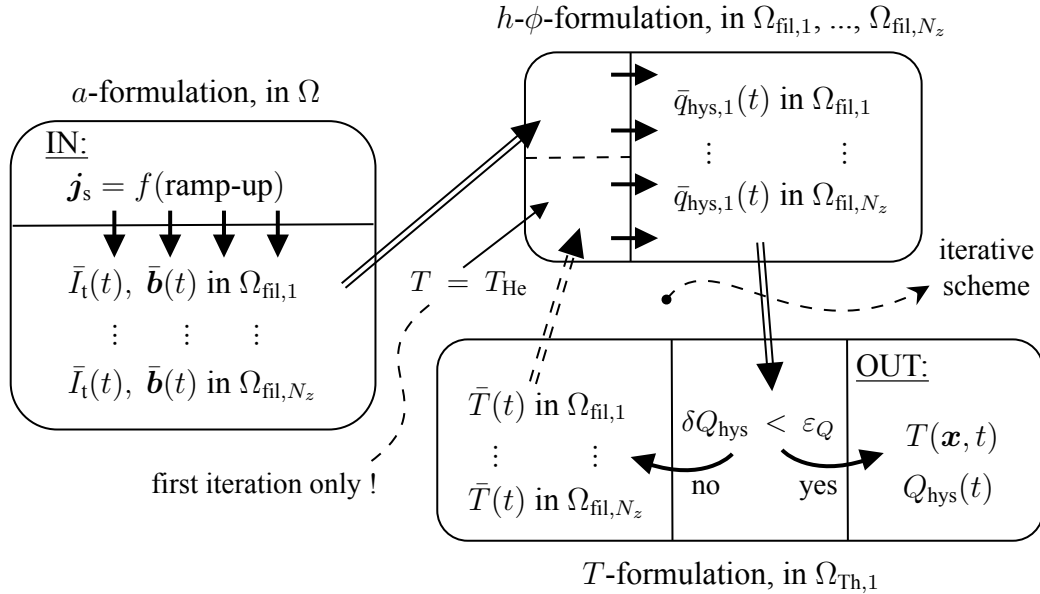 h-ϕ-formulation, in Ω_fil,1, ..., Ω_fil,N_z
a-formulation, in Ω
IN:
j_s = f(ramp-up)
Ī_t(t), b̄(t) in Ω_fil,1
⋮ ⋮ ⋮
Ī_t(t), b̄(t) in Ω_fil,N_z
q̄_hys,1(t) in Ω_fil,1
⋮ ⋮
q̄_hys,1(t) in Ω_fil,N_z
T = T_He
first iteration only !
iterative
scheme
T̄(t) in Ω_fil,1
⋮ ⋮
T̄(t) in Ω_fil,N_z
δQ_hys < ε_Q
no yes
OUT:
T(x, t)
Q_hys(t)
T-formulation, in Ω_Th,1